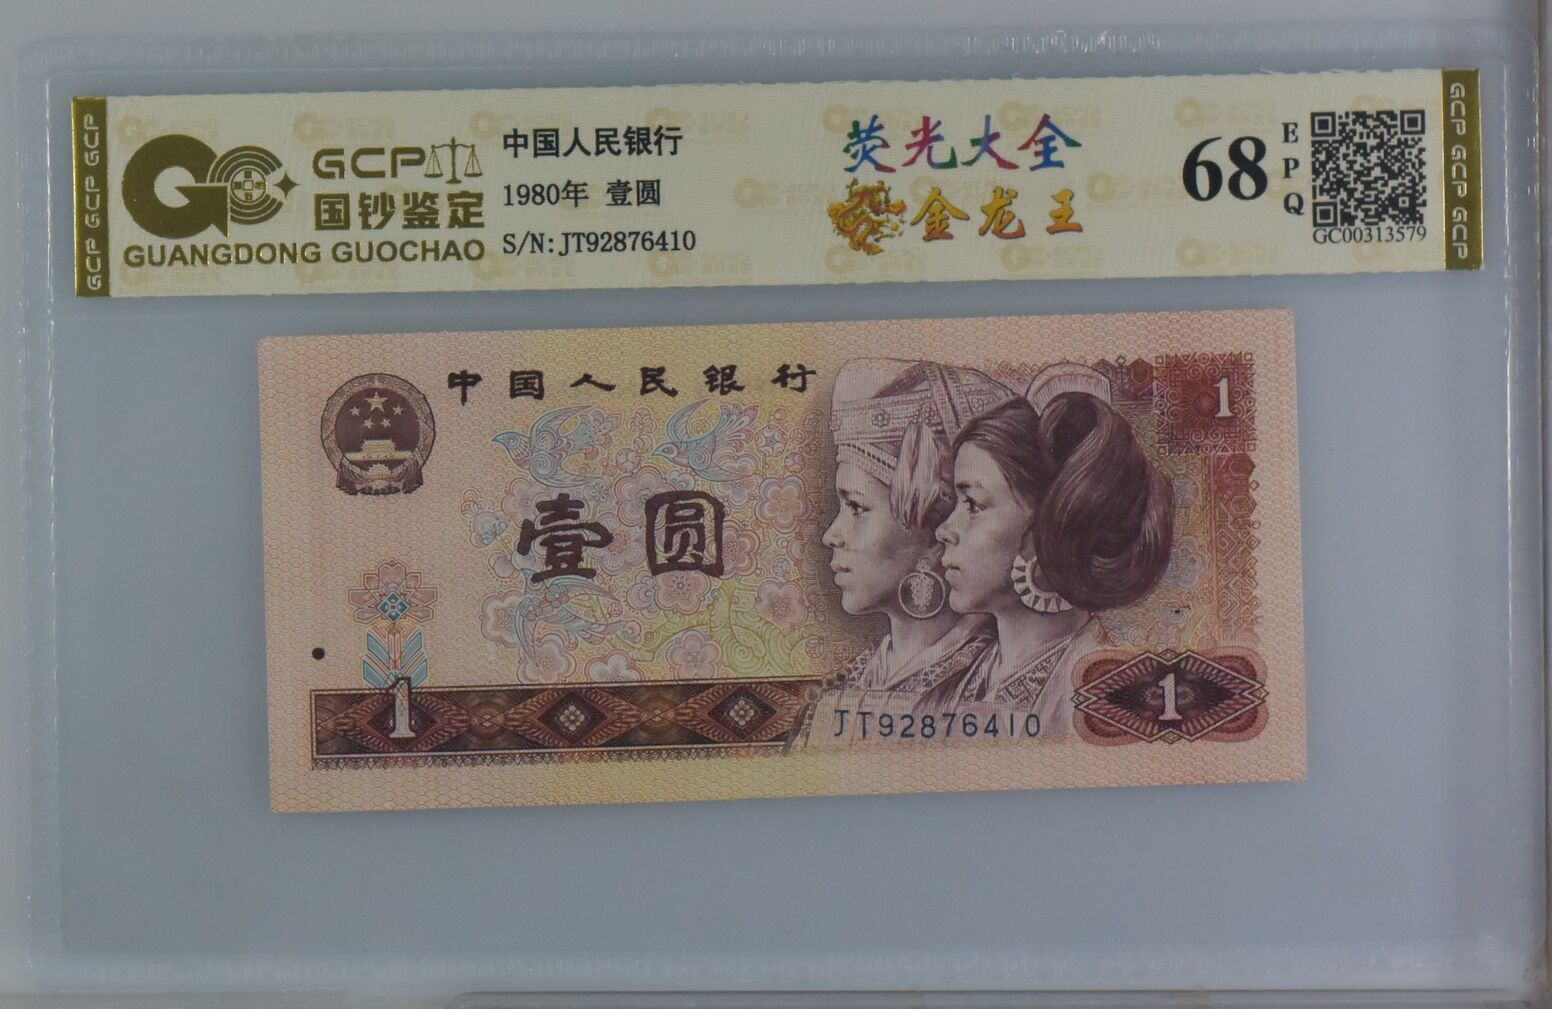 GCP GCP GCP
GCP
国钞鉴定
GUANGDONG GUOCHAO
中国人民银行
1980年 壹圆
S/N:JT92876410
荧光大全
金龙王
68
EPQ
GC00313579
GCP GCP GCP
中国人民银行
1
壹圆
1
JT92876410
1